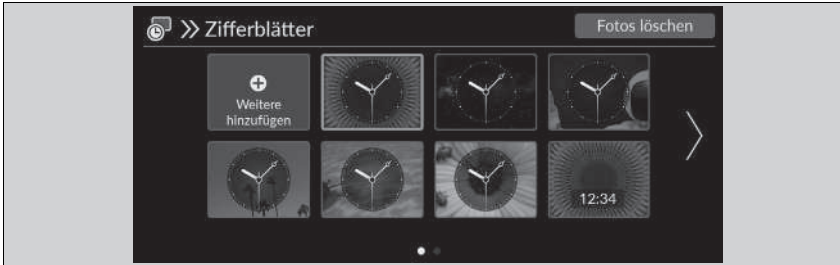 Zifferblätter
Fotos löschen
Weitere
hinzufügen
12:34